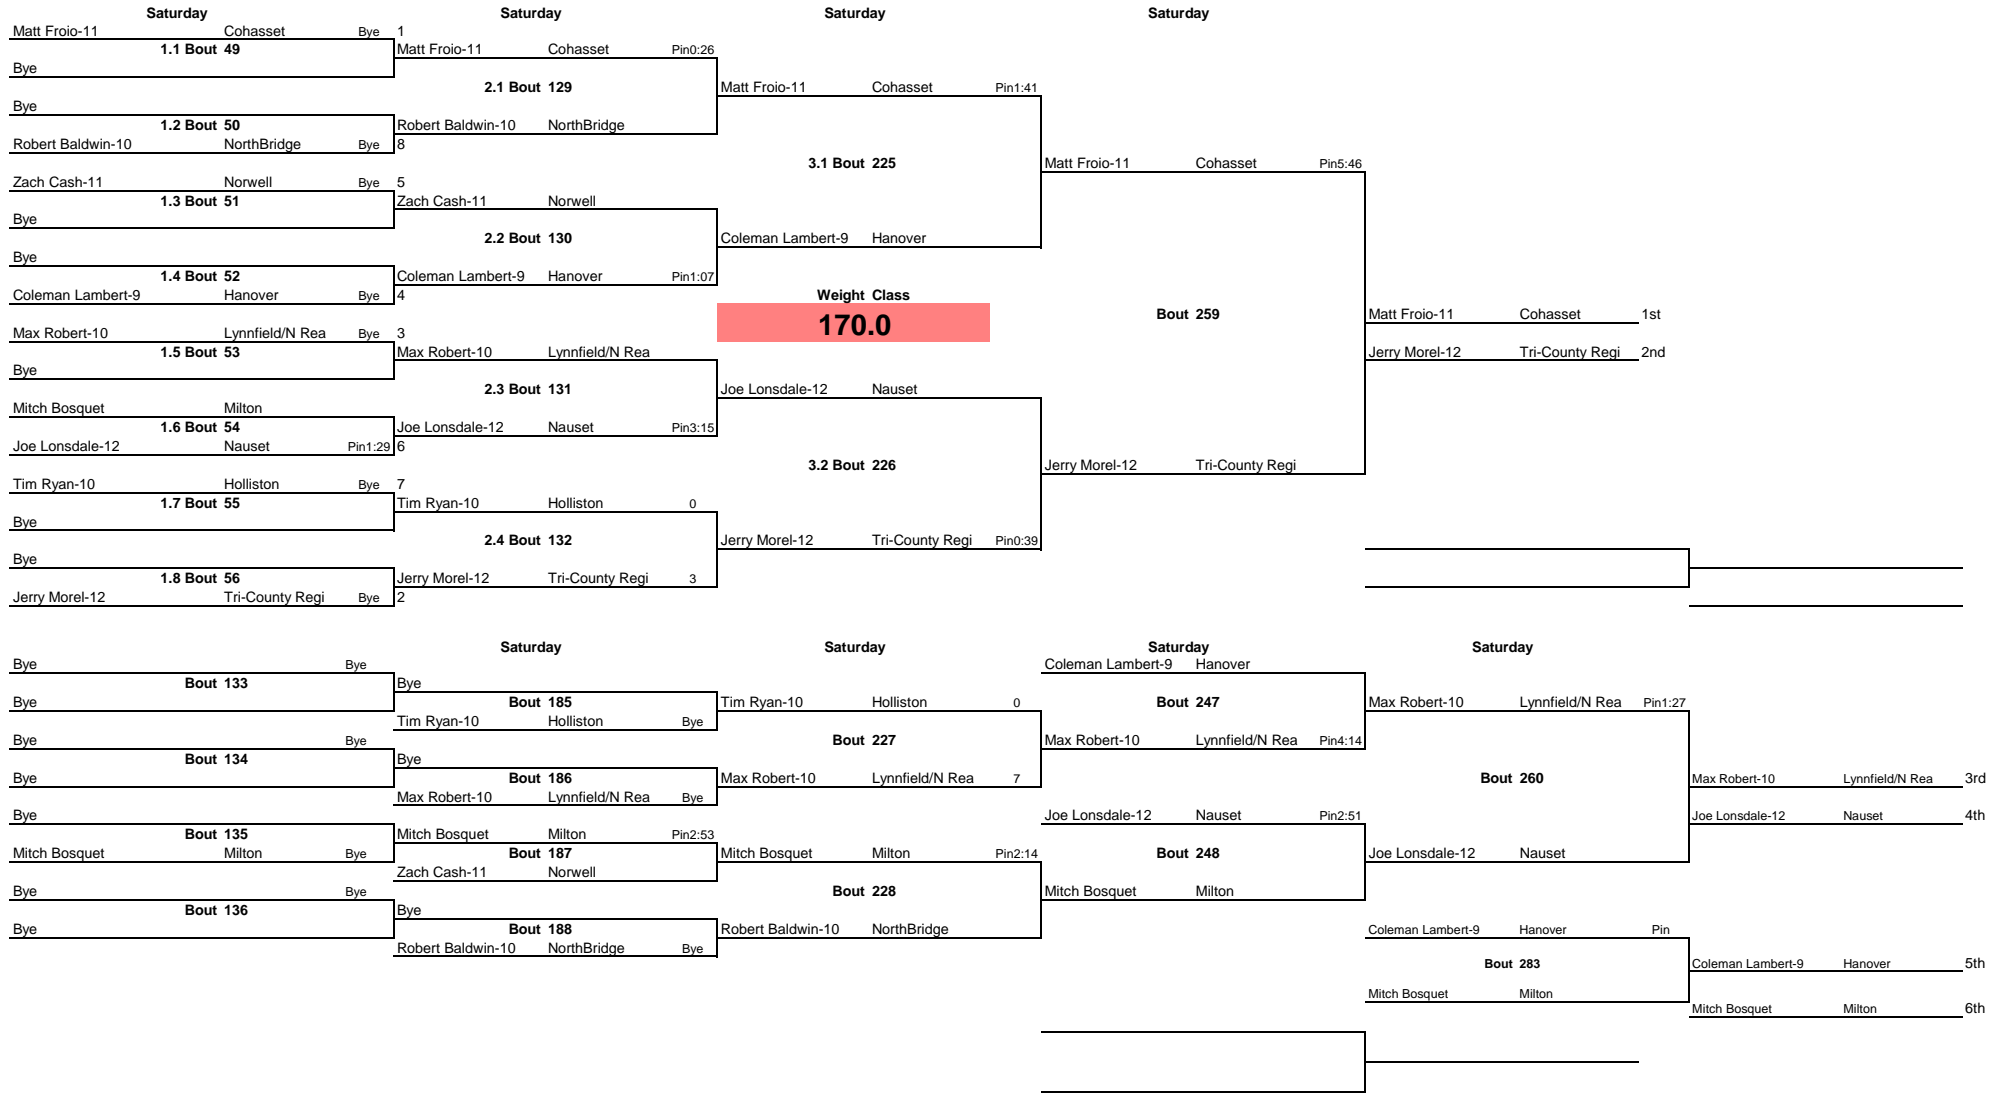 Saturday Saturday Saturday Saturday
Matt Froio-11 Cohasset Bye 1
1.1 Bout 49 Matt Froio-11 Cohasset Pin0:26
Bye
2.1 Bout 129 Matt Froio-11 Cohasset Pin1:41
Bye
1.2 Bout 50 Robert Baldwin-10 NorthBridge
Robert Baldwin-10 NorthBridge Bye 8
3.1 Bout 225 Matt Froio-11 Cohasset Pin5:46
Zach Cash-11 Norwell Bye 5
1.3 Bout 51 Zach Cash-11 Norwell
Bye
2.2 Bout 130 Coleman Lambert-9 Hanover
Bye
1.4 Bout 52 Coleman Lambert-9 Hanover Pin1:07
Coleman Lambert-9 Hanover Bye 4 Weight Class
170.0 Bout 259 Matt Froio-11 Cohasset 1st
Max Robert-10 Lynnfield/N Rea Bye 3
1.5 Bout 53 Max Robert-10 Lynnfield/N Rea Jerry Morel-12 Tri-County Regi 2nd
Bye
2.3 Bout 131 Joe Lonsdale-12 Nauset
Mitch Bosquet Milton
1.6 Bout 54 Joe Lonsdale-12 Nauset Pin3:15
Joe Lonsdale-12 Nauset Pin1:29 6
3.2 Bout 226 Jerry Morel-12 Tri-County Regi
Tim Ryan-10 Holliston Bye 7
1.7 Bout 55 Tim Ryan-10 Holliston 0
Bye
2.4 Bout 132 Jerry Morel-12 Tri-County Regi Pin0:39
Bye
1.8 Bout 56 Jerry Morel-12 Tri-County Regi 3
Jerry Morel-12 Tri-County Regi Bye 2
Saturday Saturday Saturday Saturday
Bye Bye Coleman Lambert-9 Hanover
Bout 133 Bye
Bye Bout 185 Tim Ryan-10 Holliston 0 Bout 247 Max Robert-10 Lynnfield/N Rea Pin1:27
Tim Ryan-10 Holliston Bye
Bye Bye Bout 227 Max Robert-10 Lynnfield/N Rea Pin4:14
Bout 134 Bye
Bye Bout 186 Max Robert-10 Lynnfield/N Rea 7 Bout 260 Max Robert-10 Lynnfield/N Rea 3rd
Max Robert-10 Lynnfield/N Rea Bye
Bye Joe Lonsdale-12 Nauset Pin2:51 Joe Lonsdale-12 Nauset 4th
Bout 135 Mitch Bosquet Milton Pin2:53
Mitch Bosquet Milton Bye Bout 187 Mitch Bosquet Milton Pin2:14 Bout 248 Joe Lonsdale-12 Nauset
Zach Cash-11 Norwell
Bye Bye Bout 228 Mitch Bosquet Milton
Bout 136 Bye
Bye Bout 188 Robert Baldwin-10 NorthBridge Coleman Lambert-9 Hanover Pin
Robert Baldwin-10 NorthBridge Bye
Bout 283 Coleman Lambert-9 Hanover 5th
Mitch Bosquet Milton
Mitch Bosquet Milton 6th